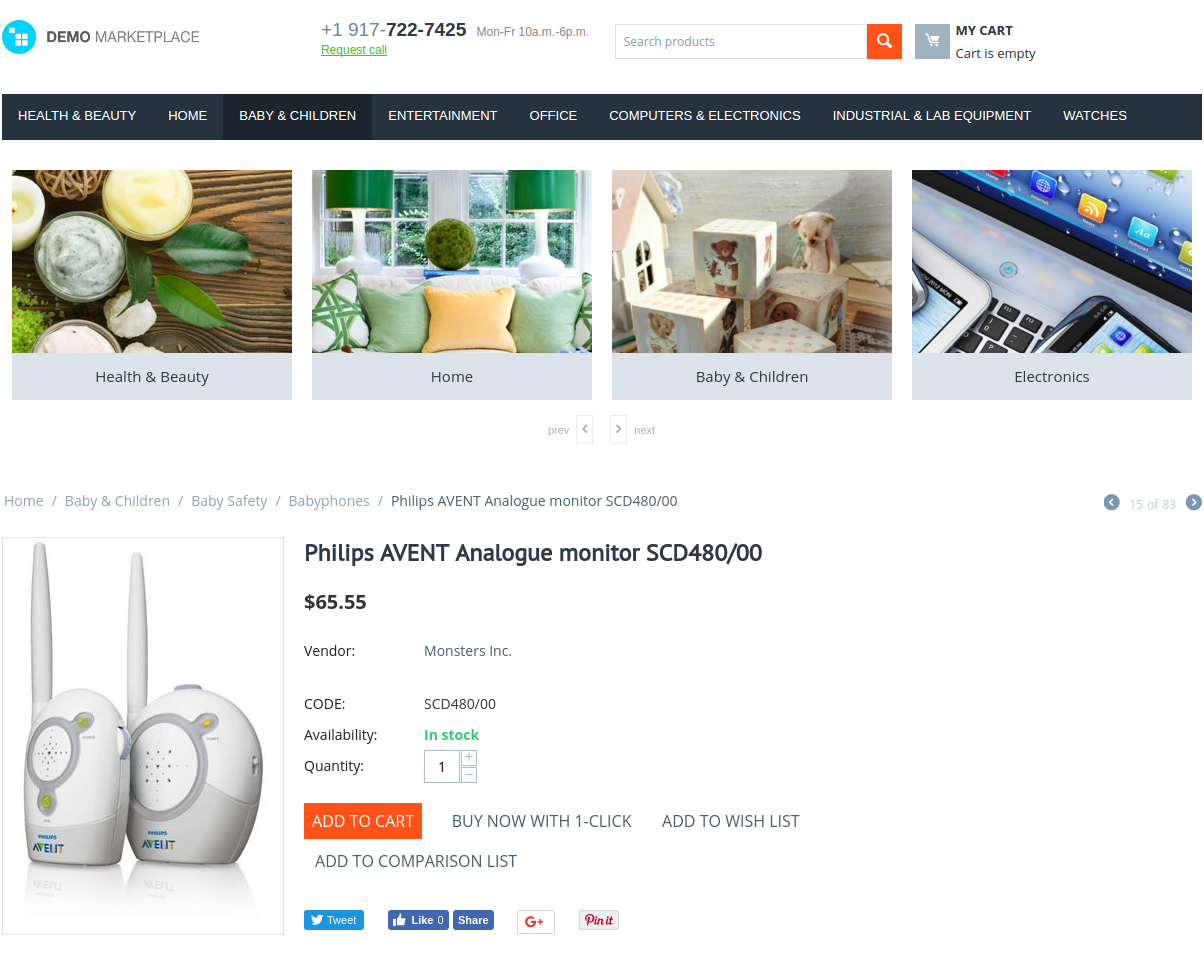 DEMO MARKETPLACE
+1 917-722-7425 Mon-Fr 10a.m.-6p.m.
Request call
Search products
MY CART
Cart is empty
HEALTH & BEAUTY HOME BABY & CHILDREN ENTERTAINMENT OFFICE COMPUTERS & ELECTRONICS INDUSTRIAL & LAB EQUIPMENT WATCHES
Health & Beauty
Home
Baby & Children
Electronics
prev next
Home / Baby & Children / Baby Safety / Babyphones / Philips AVENT Analogue monitor SCD480/00
15 of 83
Philips AVENT Analogue monitor SCD480/00
$65.55
Vendor: Monsters Inc.
CODE: SCD480/00
Availability: In stock
Quantity: 1 + −
ADD TO CART BUY NOW WITH 1-CLICK ADD TO WISH LIST
ADD TO COMPARISON LIST
Tweet Like 0 Share G+ Pin it
PHILIPS
AVENT
PHILIPS
AVENT